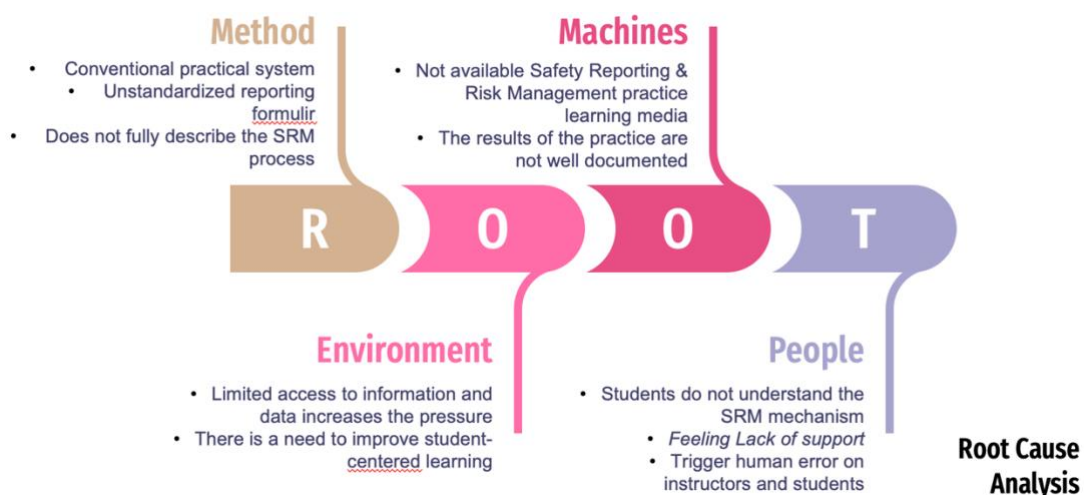 Method
• Conventional practical system
• Unstandardized reporting
formulir
• Does not fully describe the SRM
process
Machines
• Not available Safety Reporting &
Risk Management practice
learning media
• The results of the practice are
not well documented
R O O T
Environment
• Limited access to information and
data increases the pressure
• There is a need to improve student-
centered learning
People
• Students do not understand the
SRM mechanism
• Feeling Lack of support
• Trigger human error on
instructors and students
Root Cause
Analysis